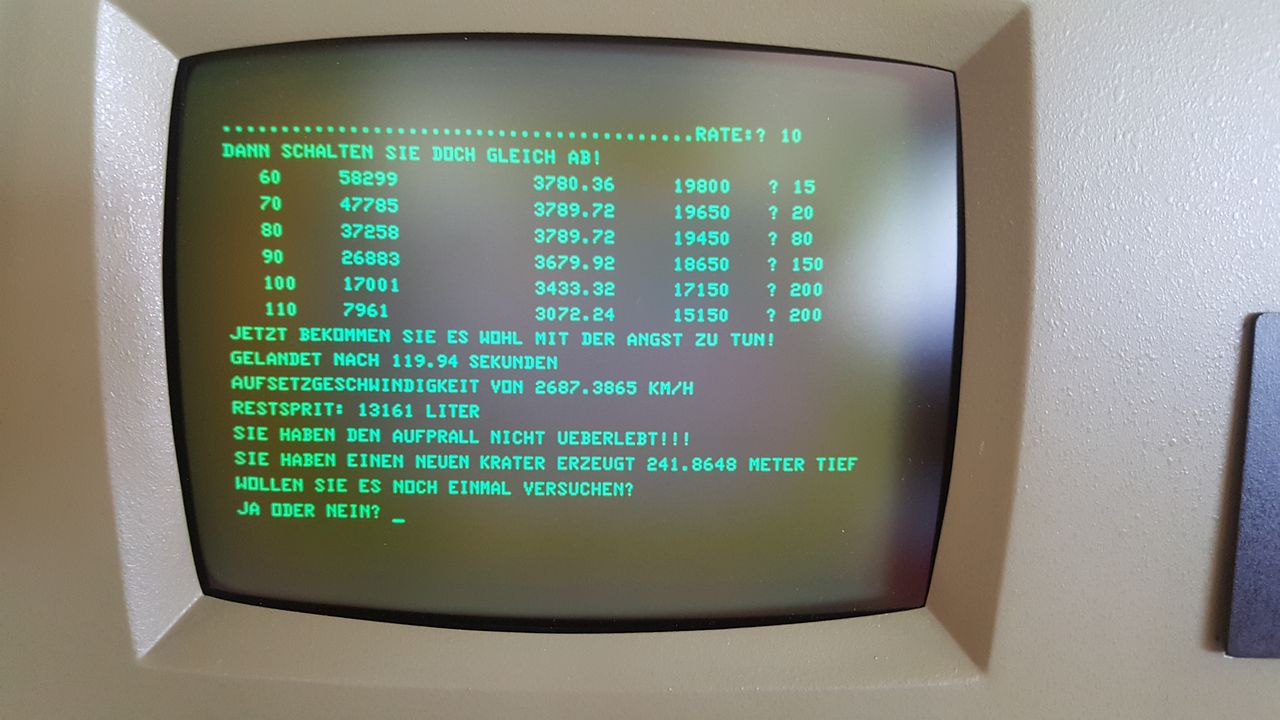 .........................................RATE:? 10
DANN SCHALTEN SIE DOCH GLEICH AB!
60 58299 3780.36 19800 ? 15
70 47785 3789.72 19650 ? 20
80 37258 3789.72 19450 ? 80
90 26883 3679.92 18650 ? 150
100 17001 3433.32 17150 ? 200
110 7961 3072.24 15150 ? 200
JETZT BEKOMMEN SIE ES WOHL MIT DER ANGST ZU TUN!
GELANDET NACH 119.94 SEKUNDEN
AUFSETZGESCHWINDIGKEIT VON 2687.3865 KM/H
RESTSPRIT: 13161 LITER
SIE HABEN DEN AUFPRALL NICHT UEBERLEBT!!!
SIE HABEN EINEN NEUEN KRATER ERZEUGT 241.8648 METER TIEF
WOLLEN SIE ES NOCH EINMAL VERSUCHEN?
JA ODER NEIN? _